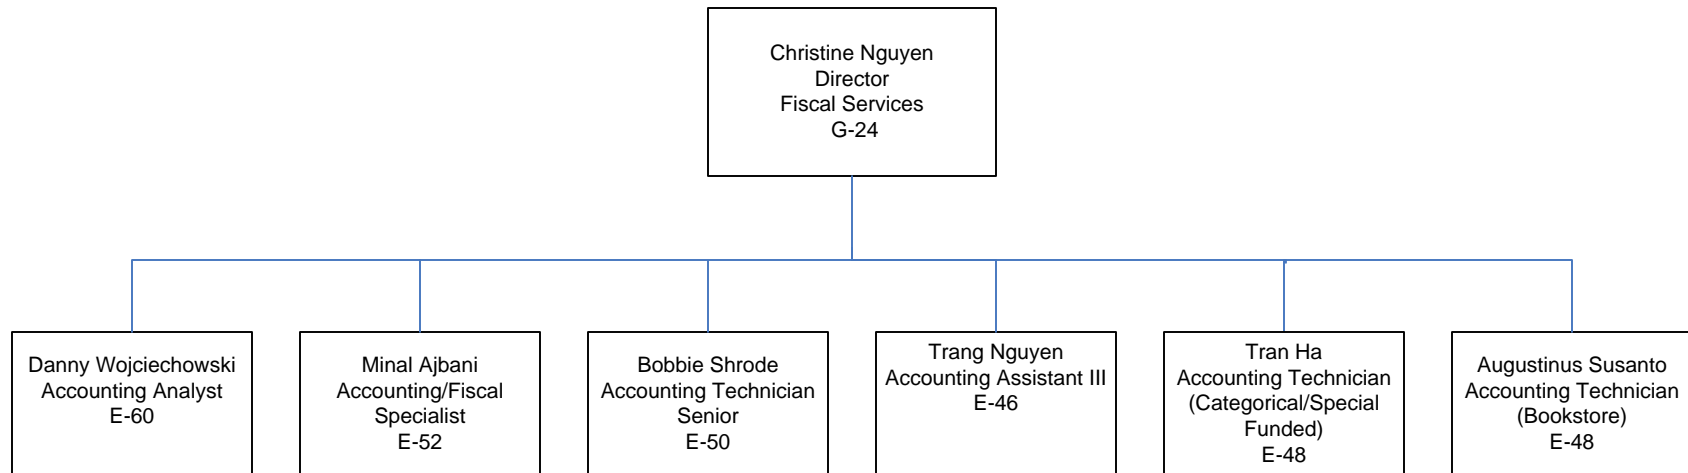 Christine Nguyen
Director
Fiscal Services
G-24
Danny Wojciechowski
Accounting Analyst
E-60
Minal Ajbani
Accounting/Fiscal
Specialist
E-52
Bobbie Shrode
Accounting Technician
Senior
E-50
Trang Nguyen
Accounting Assistant III
E-46
Tran Ha
Accounting Technician
(Categorical/Special
Funded)
E-48
Augustinus Susanto
Accounting Technician
(Bookstore)
E-48